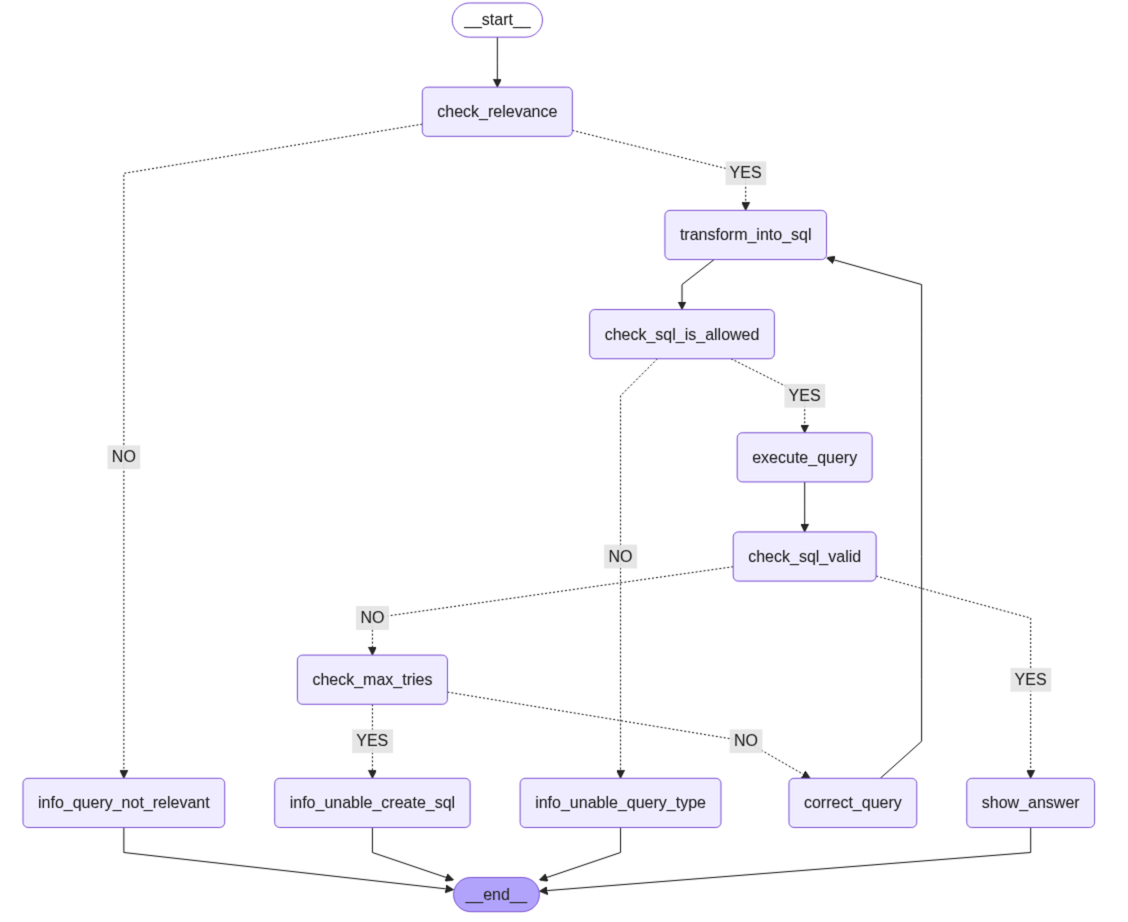 __start__
check_relevance
YES
transform_into_sql
check_sql_is_allowed
YES
execute_query
NO
NO
check_sql_valid
NO
check_max_tries
YES
YES
NO
info_query_not_relevant
info_unable_create_sql
info_unable_query_type
correct_query
show_answer
__end__